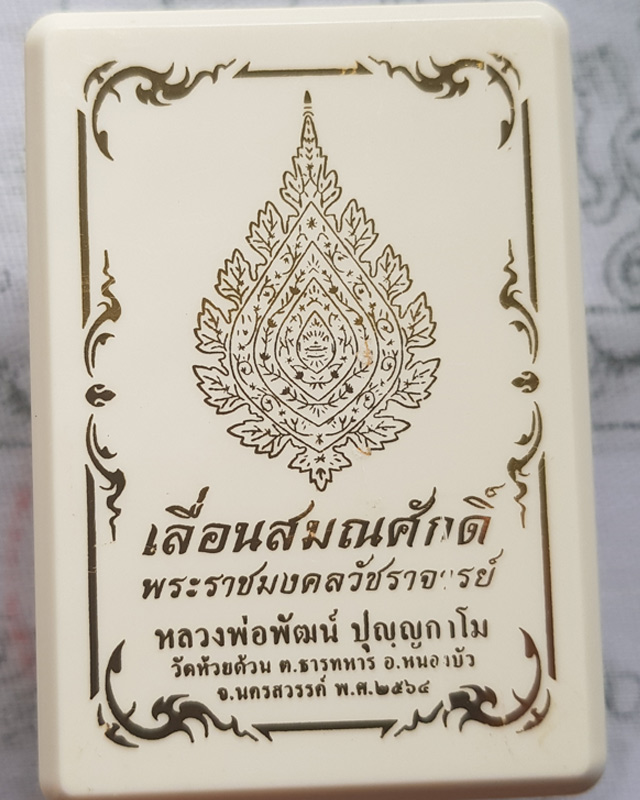 เลื่อนสมณศักดิ์
พระราชมงคลวัชราจารย์
หลวงพ่อพัฒน์ ปุญฺญกาโม
วัดห้วยด้วน ต.ธารทหาร อ.หนองบัว
จ.นครสวรรค์ พ.ศ.๒๕๖๔